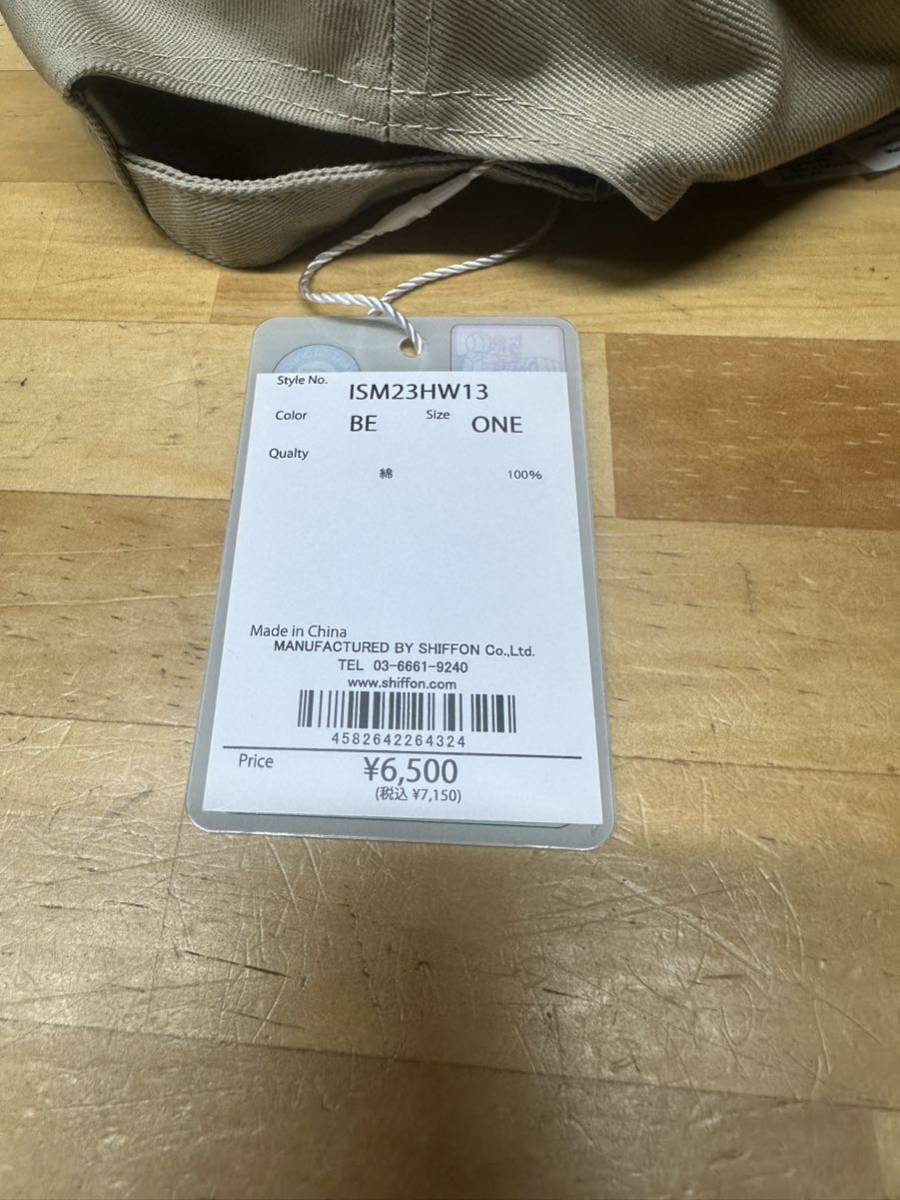 Style No. ISM23HW13
Color BE Size ONE
Qualty
綿 100%
Made in China
MANUFACTURED BY SHIFFON Co.,Ltd.
TEL 03-6661-9240
www.shiffon.com
4582642264324
Price ¥6,500
(税込 ¥7,150)